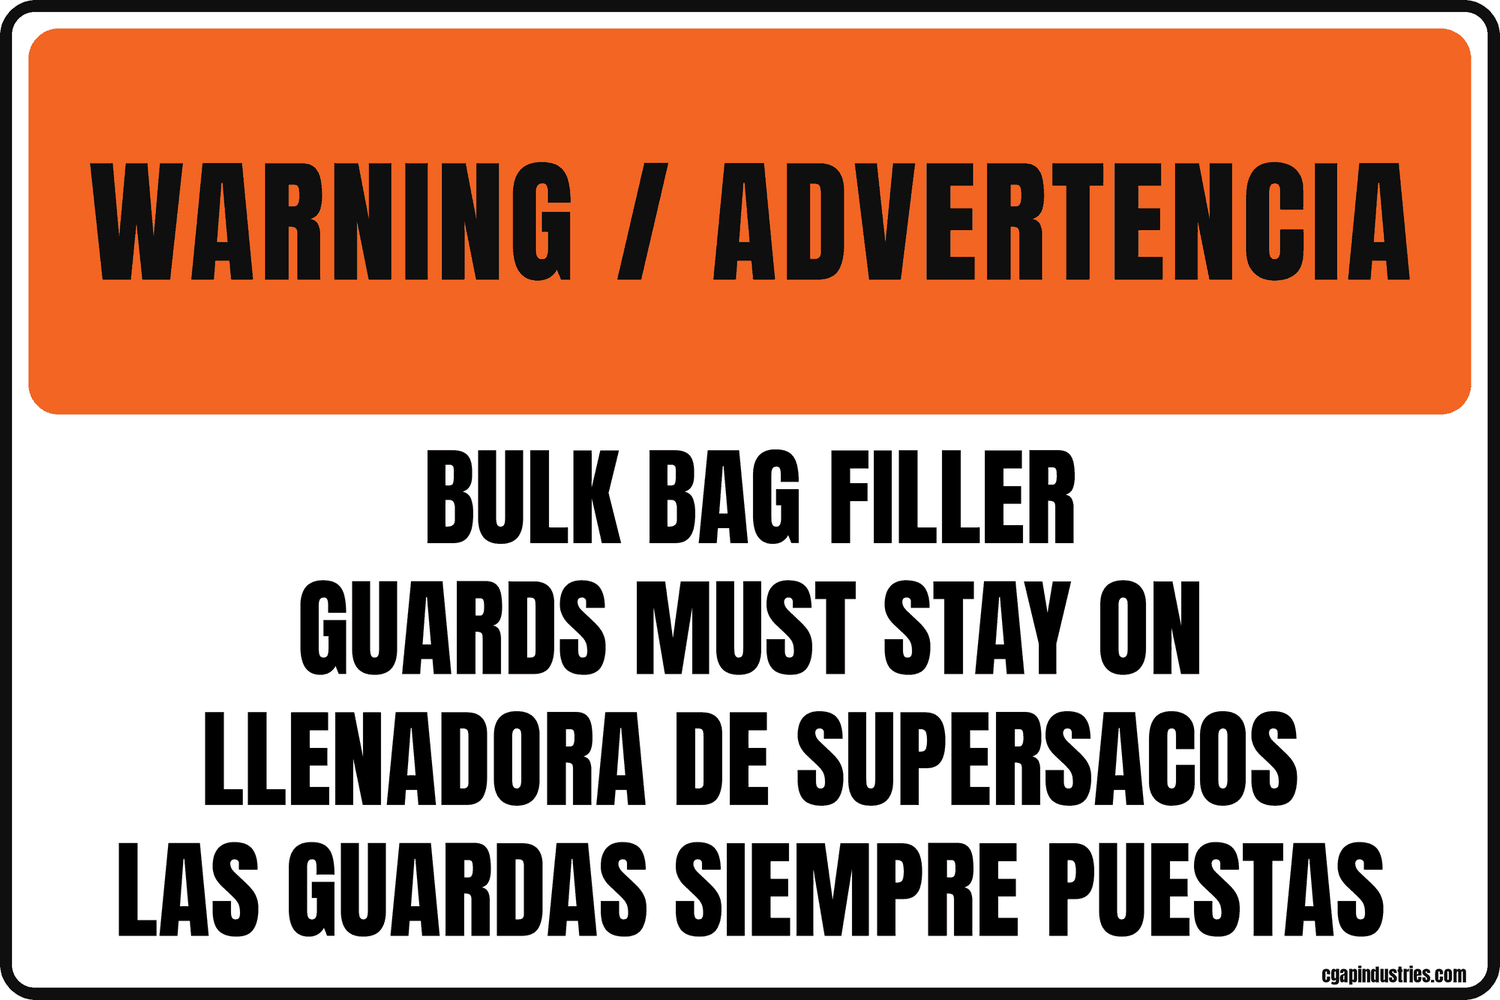 WARNING / ADVERTENCIA
BULK BAG FILLER
GUARDS MUST STAY ON
LLENADORA DE SUPERSACOS
LAS GUARDAS SIEMPRE PUESTAS
cgapindustries.com